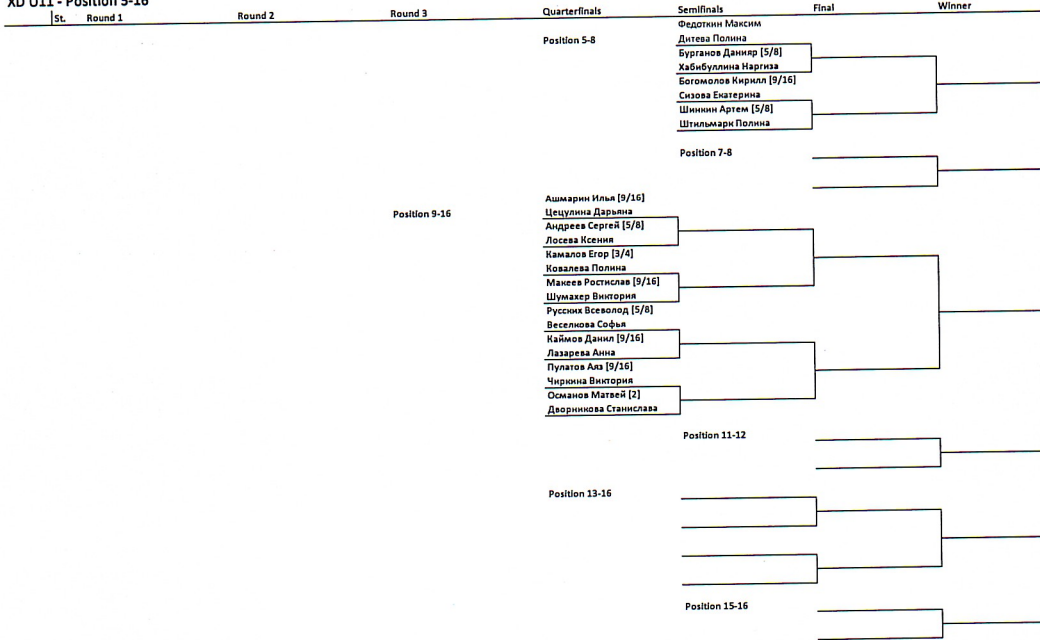 XD U11 - Position 5-16
St. Round 1 Round 2 Round 3 Quarterfinals Semifinals Final Winner
Федоткин Максим
Position 5-8 Дитева Полина
Бурганов Данияр [5/8]
Хабибуллина Наргиза
Богомолов Кирилл [9/16]
Сизова Екатерина
Шинкин Артем [5/8]
Штильмарк Полина
Position 7-8
Ашмарин Илья [9/16]
Position 9-16 Цецулина Дарьяна
Андреев Сергей [5/8]
Лосева Ксения
Камалов Егор [3/4]
Ковалева Полина
Макеев Ростислав [9/16]
Шумахер Виктория
Русских Всеволод [5/8]
Веселкова Софья
Каймов Данил [9/16]
Лазарева Анна
Пулатов Аяз [9/16]
Чиркина Виктория
Османов Матвей [2]
Дворникова Станислава
Position 11-12
Position 13-16
Position 15-16